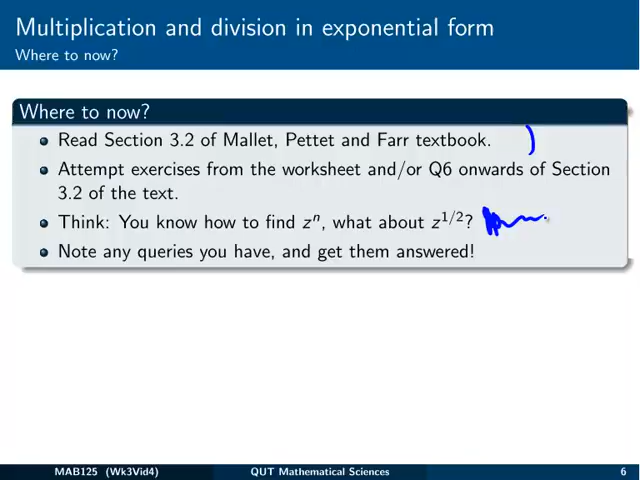 Multiplication and division in exponential form
Where to now?
Where to now?
Read Section 3.2 of Mallet, Pettet and Farr textbook.
Attempt exercises from the worksheet and/or Q6 onwards of Section
3.2 of the text.
Think: You know how to find zⁿ, what about z^{1/2}?
Note any queries you have, and get them answered!
MAB125 (Wk3Vid4) QUT Mathematical Sciences 6